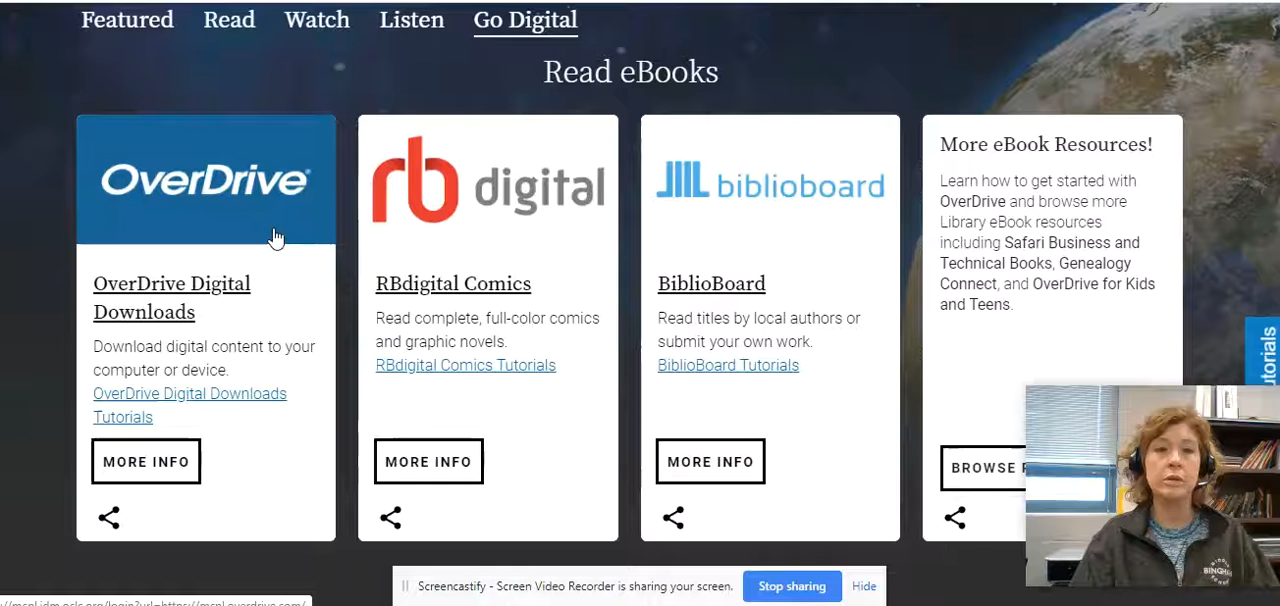 Featured Read Watch Listen Go Digital
Read eBooks
OverDrive
OverDrive Digital
Downloads
Download digital content to your
computer or device.
OverDrive Digital Downloads
Tutorials
MORE INFO
rb digital
RBdigital Comics
Read complete, full-color comics
and graphic novels.
RBdigital Comics Tutorials
MORE INFO
biblioboard
BiblioBoard
Read titles by local authors or
submit your own work.
BiblioBoard Tutorials
MORE INFO
More eBook Resources!
Learn how to get started with
OverDrive and browse more
Library eBook resources
including Safari Business and
Technical Books, Genealogy
Connect, and OverDrive for Kids
and Teens.
BROWSE
utorials
BINGH
Screencastify - Screen Video Recorder is sharing your screen. Stop sharing Hide